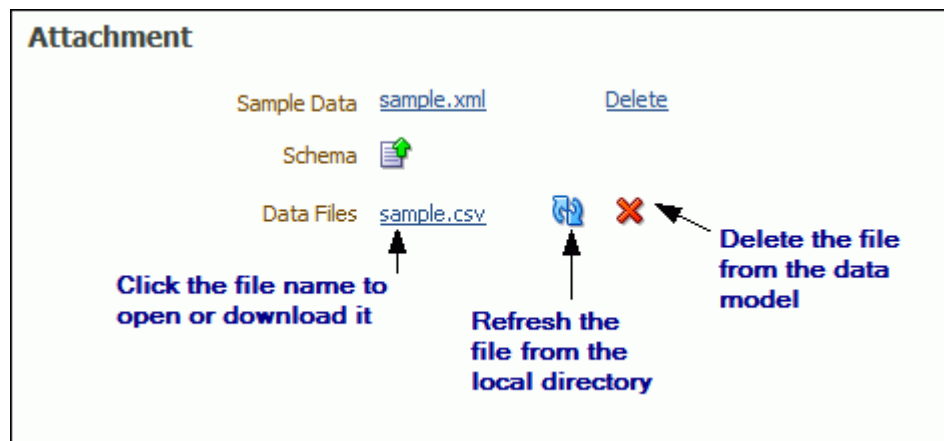 Attachment
Sample Data sample.xml Delete
Schema
Data Files sample.csv
Click the file name to
open or download it
Refresh the
file from the
local directory
Delete the file
from the data
model